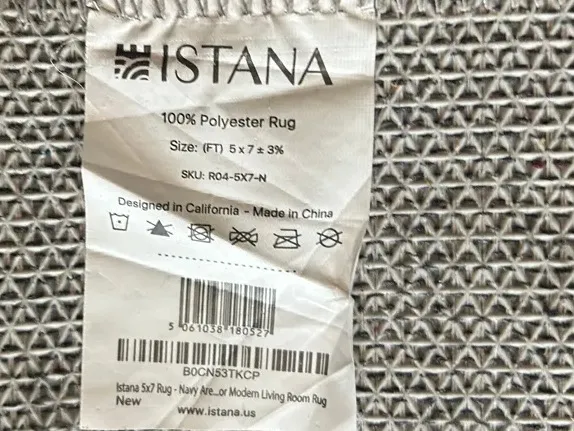 ISTANA
100% Polyester Rug
Size: (FT) 5 x 7 ± 3%
SKU: R04-5X7-N
Designed in California - Made in China
5 061038 180527
B0CN53TKCP
Istana 5x7 Rug - Navy Are...or Modern Living Room Rug
New
www.istana.us